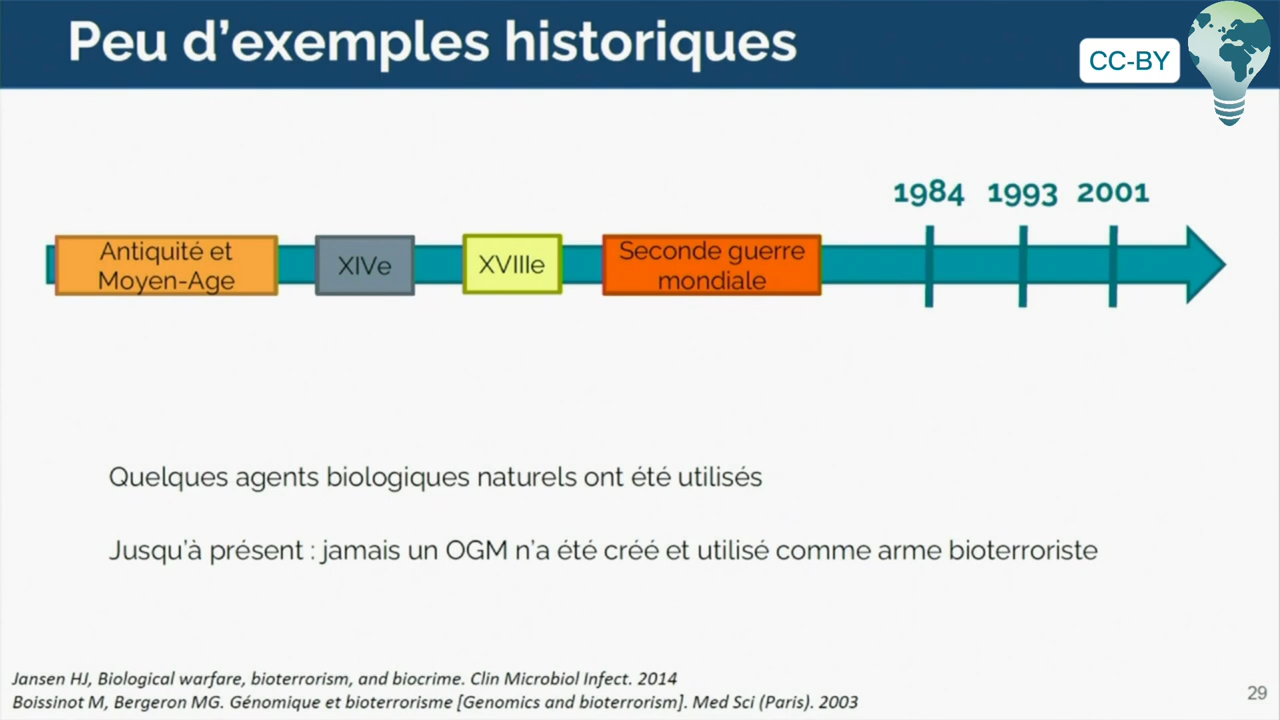 Peu d'exemples historiques
CC-BY
1984 1993 2001
Antiquité et
Moyen-Age
XIVe
XVIIIe
Seconde guerre
mondiale
Quelques agents biologiques naturels ont été utilisés
Jusqu'à présent : jamais un OGM n'a été créé et utilisé comme arme bioterroriste
Jansen HJ, Biological warfare, bioterrorism, and biocrime. Clin Microbiol Infect. 2014
Boissinot M, Bergeron MG. Génomique et bioterrorisme [Genomics and bioterrorism]. Med Sci (Paris). 2003
29